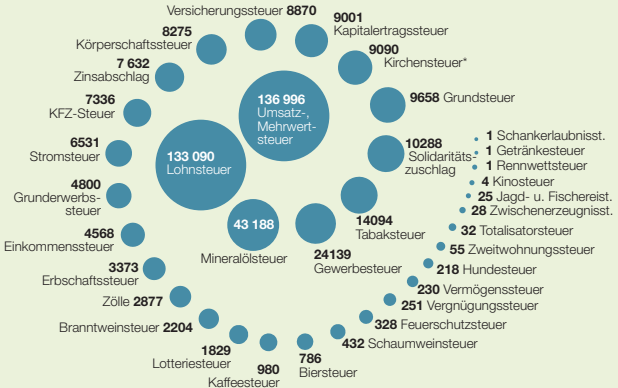 Versicherungssteuer 8870
8275
Körperschaftssteuer
7 632
Zinsabschlag
7336
KFZ-Steuer
6531
Stromsteuer
4800
Grunderwerbs-
steuer
4568
Einkommenssteuer
3373
Erbschaftssteuer
Zölle 2877
Branntweinsteuer 2204
1829
Lotteriesteuer
980
Kaffeesteuer
786
Biersteuer
432 Schaumweinsteuer
328 Feuerschutzsteuer
251 Vergnügungssteuer
230 Vermögenssteuer
218 Hundesteuer
55 Zweitwohnungssteuer
32 Totalisatorsteuer
28 Zwischenerzeugnisst.
25 Jagd- u. Fischereist.
4 Kinosteuer
1 Rennwettsteuer
1 Getränkesteuer
1 Schankerlaubnisst.
9001
Kapitalertragssteuer
9090
Kirchensteuer*
9658 Grundsteuer
10288
Solidaritäts-
zuschlag
14094
Tabaksteuer
24139
Gewerbesteuer
43 188
Mineralölsteuer
133 090
Lohnsteuer
136 996
Umsatz-,
Mehrwert-
steuer